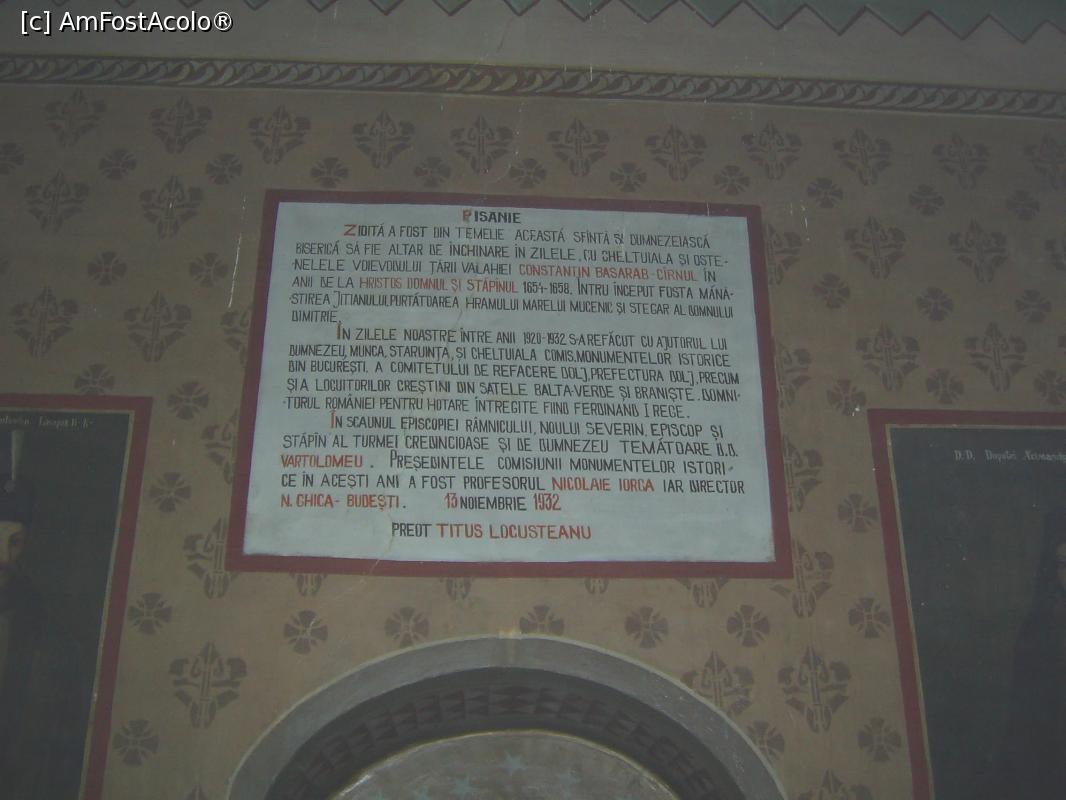 [c] AmFostAcolo®
PISANIE
ZIDITĂ A FOST DIN TEMELIE ACEASTĂ SFÎNTĂ ŞI DUMNEZEIASCĂ
BISERICĂ SĂ FIE ALTAR DE ÎNCHINARE ÎN ZILELE, CU CHELTUIALA ŞI OSTE-
-NELELE VOIEVODULUI ŢĂRII VALAHIEI CONSTANTIN BASARAB-CÎRNUL ÎN
ANII DE LA HRISTOS DOMNUL ŞI STĂPÎNUL 1654-1658. ÎNTRU ÎNCEPUT FOSTA MÂNĂ-
-STIREA JITIANULUI,PURTĂTOAREA HRAMULUI MARELUI MUCENIC ŞI STEGAR AL DOMNULUI
DIMITRIE.
ÎN ZILELE NOASTRE ÎNTRE ANII 1920-1932, S-A REFĂCUT CU AJUTORUL LUI
DUMNEZEU, MUNCA, STARUINŢA, ŞI CHELTUIALA COMIS.MONUMENTELOR ISTORICE
DIN BUCUREŞTI. A COMITETULUI DE REFACERE DOLJ, PREFECTURA DOLJ, PRECUM
ŞI A LOCUITORILOR CREŞTINI DIN SATELE BALTA-VERDE ŞI BRANIŞTE. DOMNI-
-TORUL ROMÂNIEI PENTRU HOTARE ÎNTREGITE FIIND FERDINAND I REGE.
ÎN SCAUNUL EPISCOPIEI RÂMNICULUI, NOULUI SEVERIN, EPISCOP ŞI
STĂPÎN AL TURMEI CREDINCIOASE ŞI DE DUMNEZEU TEMĂTOARE D.D.
VARTOLOMEU. PREŞEDINTELE COMISIUNII MONUMENTELOR ISTORI-
CE ÎN ACEŞTI ANI A FOST PROFESORUL NICOLAIE IORGA IAR DIRECTOR
N. GHICA- BUDEŞTI. 13 NOIEMBRIE 1932
PREOT TITUS LOCUSTEANU
D.D. Dumitri